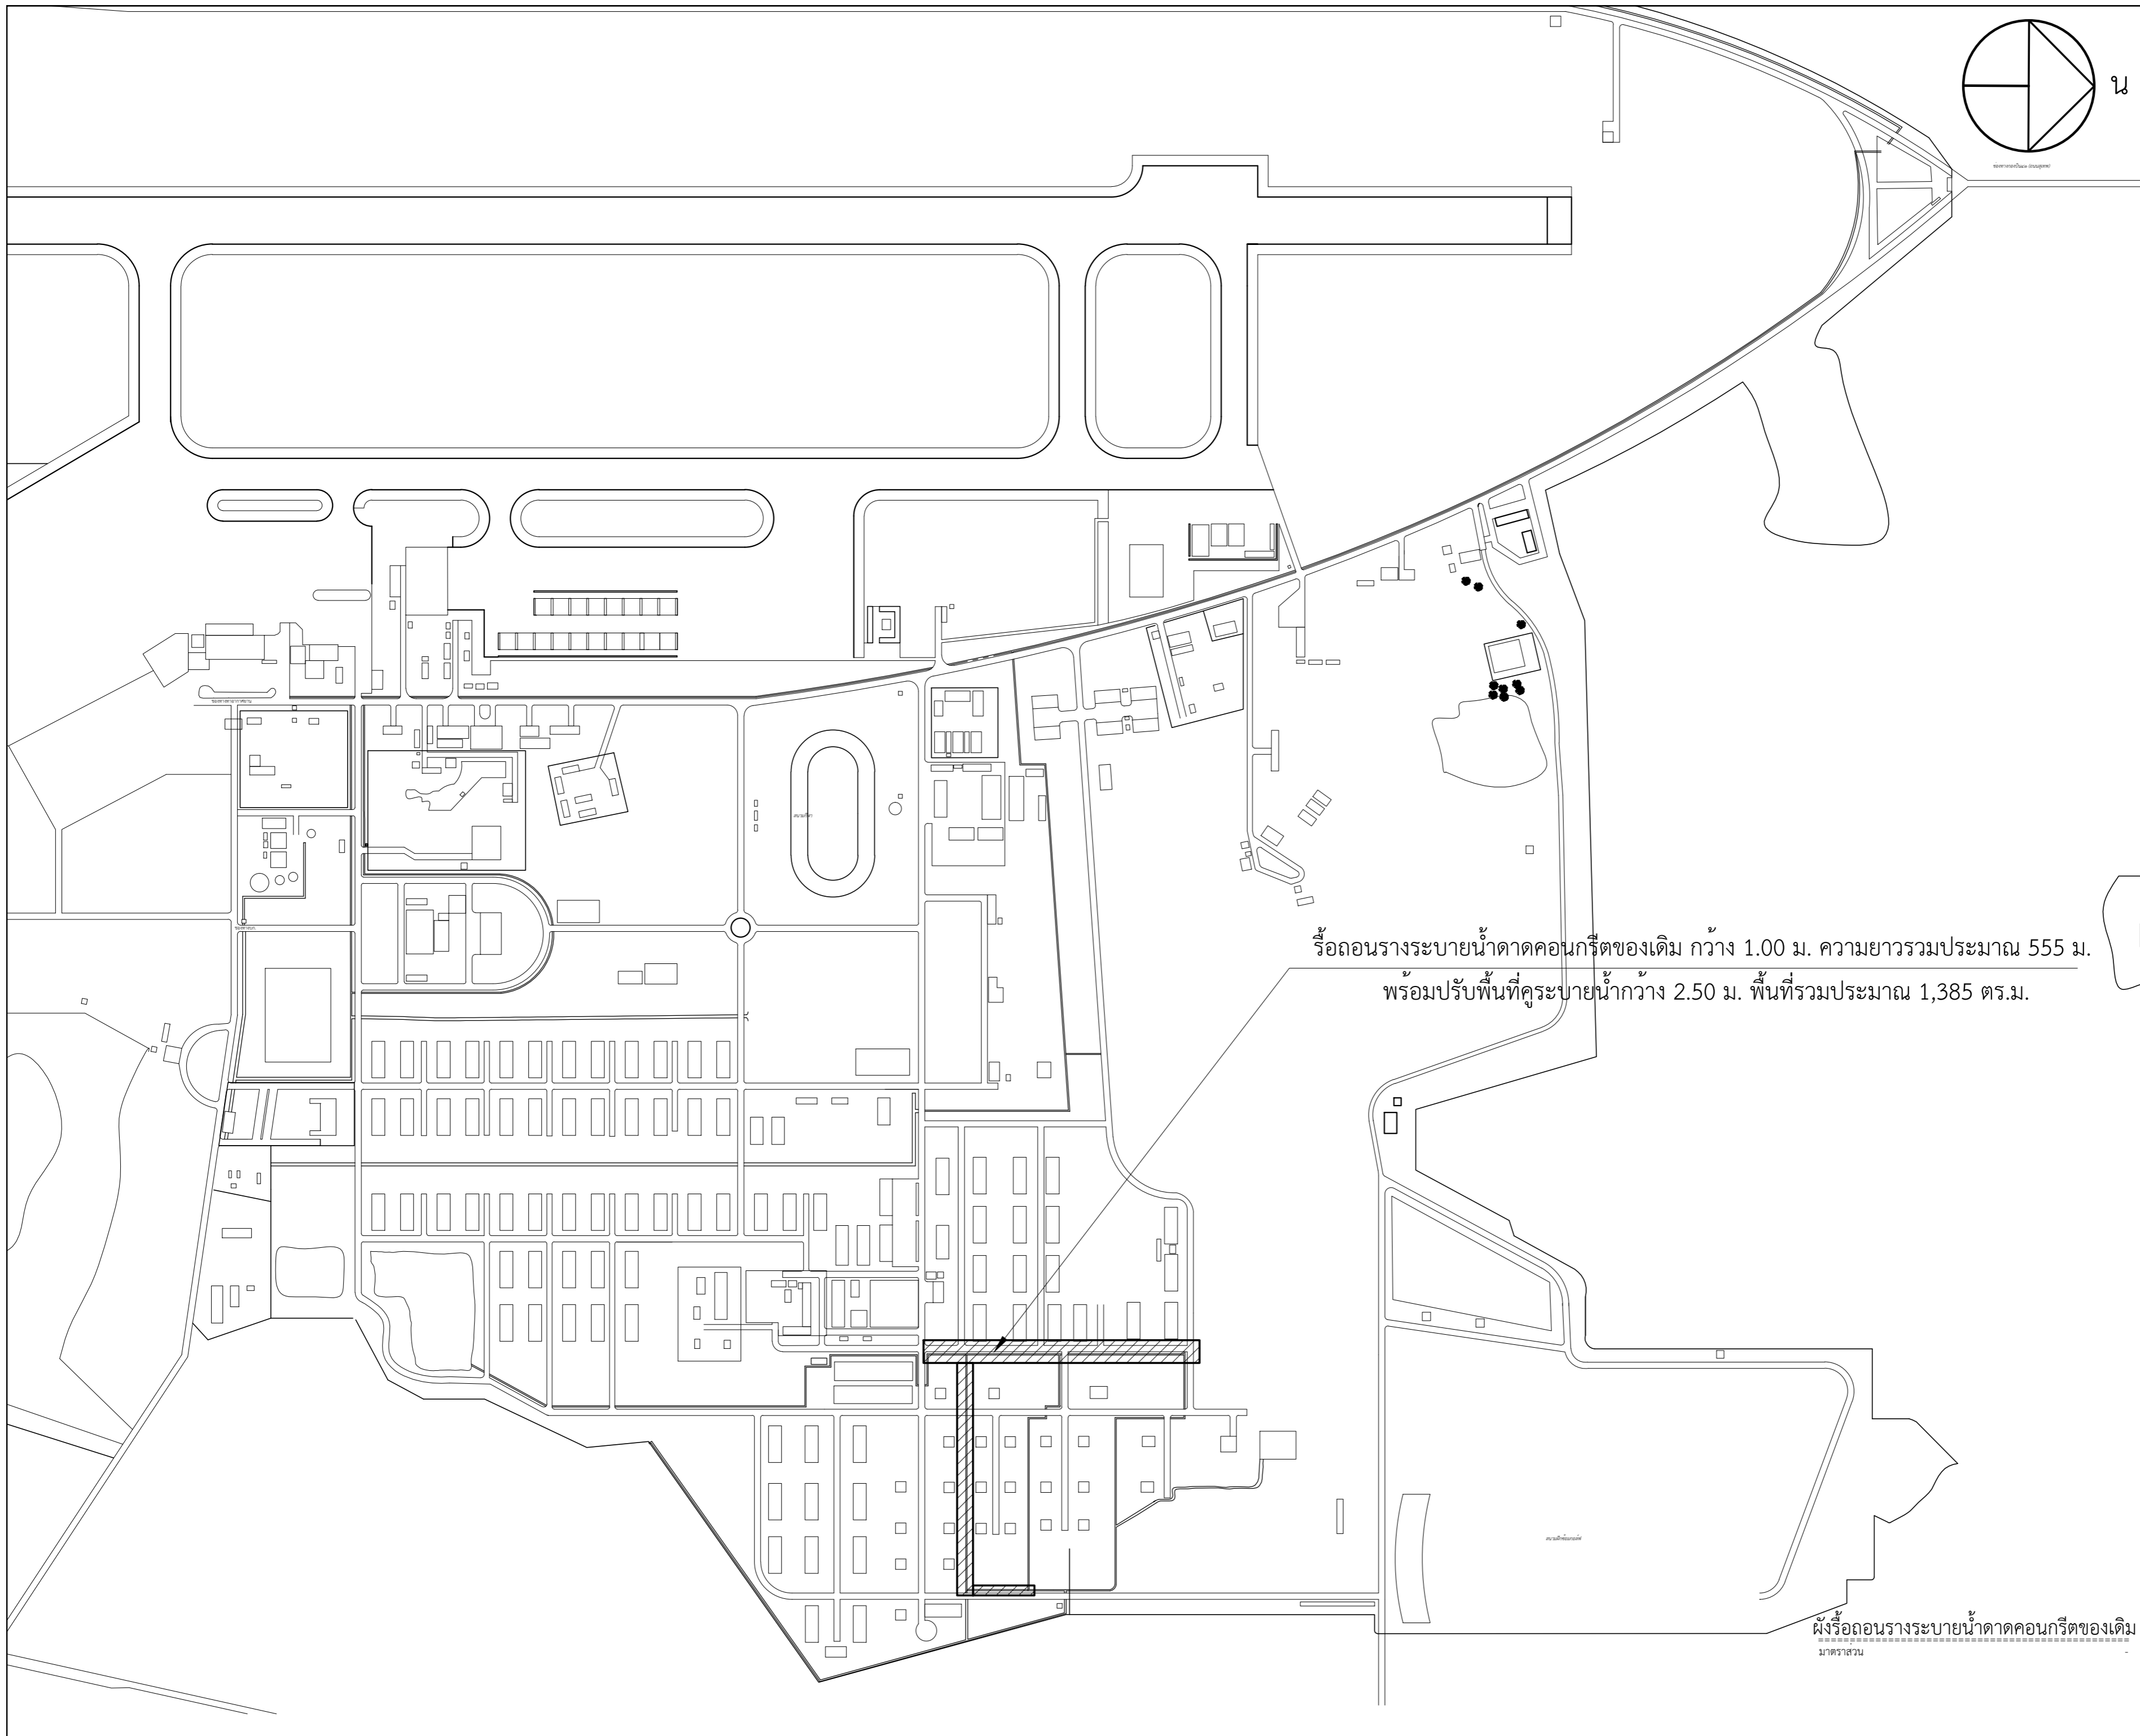 น
รื้อถอนรางระบายน้ำดาดคอนกรีตของเดิม กว้าง 1.00 ม. ความยาวรวมประมาณ 555 ม.
พร้อมปรับพื้นที่คูระบายน้ำกว้าง 2.50 ม. พื้นที่รวมประมาณ 1,385 ตร.ม.
สนามกีฬา
ผังรื้อถอนรางระบายน้ำดาดคอนกรีตของเดิม
มาตราส่วน -